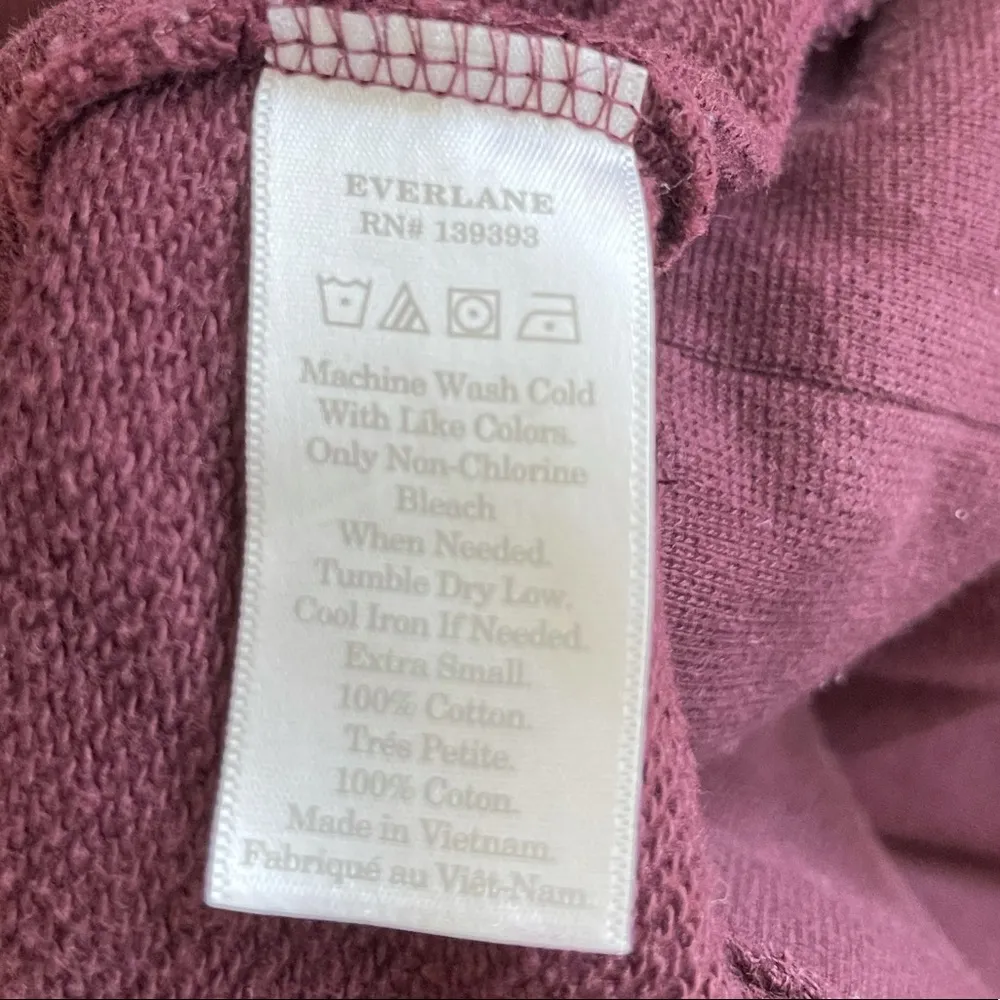 EVERLANE
RN# 139393
Machine Wash Cold
With Like Colors.
Only Non-Chlorine
Bleach
When Needed.
Tumble Dry Low.
Cool Iron If Needed.
Extra Small.
100% Cotton.
Trés Petite.
100% Coton.
Made in Vietnam.
Fabriqué au Viêt-Nam.